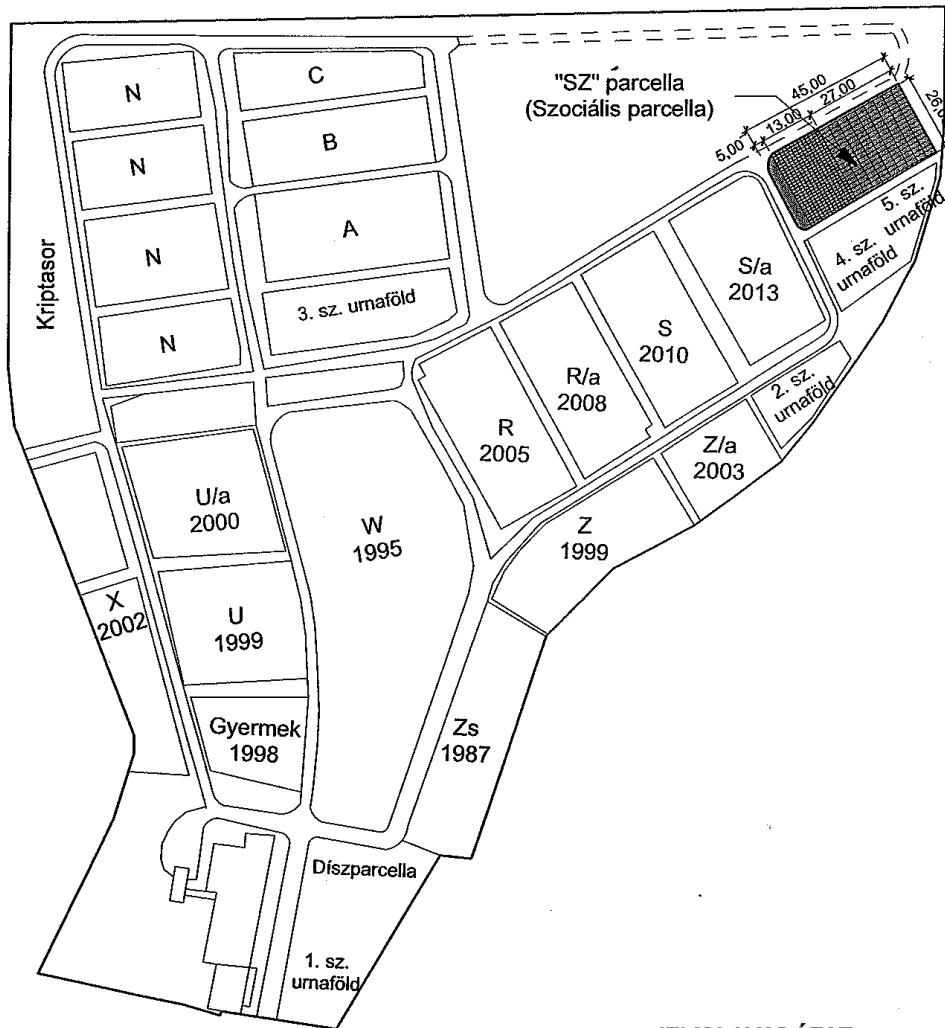 N
C
"SZ" parcella
(Szociális parcella)
45,00
5,00
13,00
27,00
B
N
A
N
Kriptasor
3. sz. urnaföld
N
5. sz.
urnaföld
4. sz.
urnaföld
S/a
2013
S
2010
R/a
2008
R
2005
2. sz.
urnaföld
Z/a
2003
Z
1999
U/a
2000
W
1995
X
2002
U
1999
Gyermek
1998
Zs
1987
Díszparcella
1. sz.
urnaföld